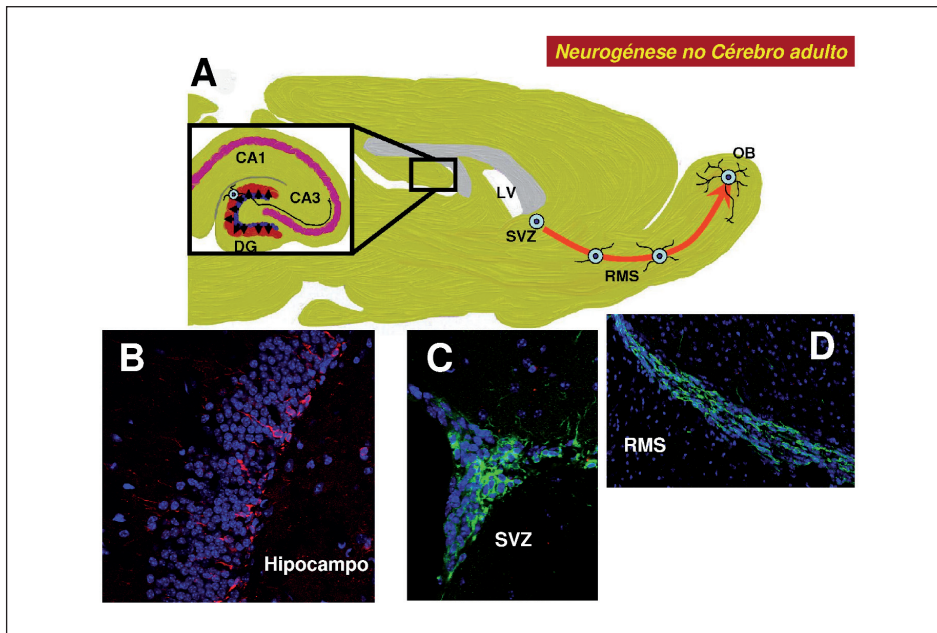 Neurogénese no Cérebro adulto
A
CA1
CA3
DG
LV
SVZ
RMS
OB
B
Hipocampo
C
SVZ
D
RMS